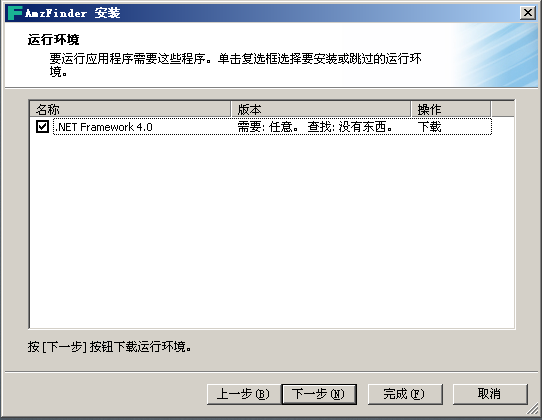 AmzFinder 安装
运行环境
要运行应用程序需要这些程序。单击复选框选择要安装或跳过的运行环
境。
名称 版本 操作
.NET Framework 4.0 需要: 任意。 查找: 没有东西。 下载
按 [下一步] 按钮下载运行环境。
上一步(B) 下一步(N) 完成(F) 取消